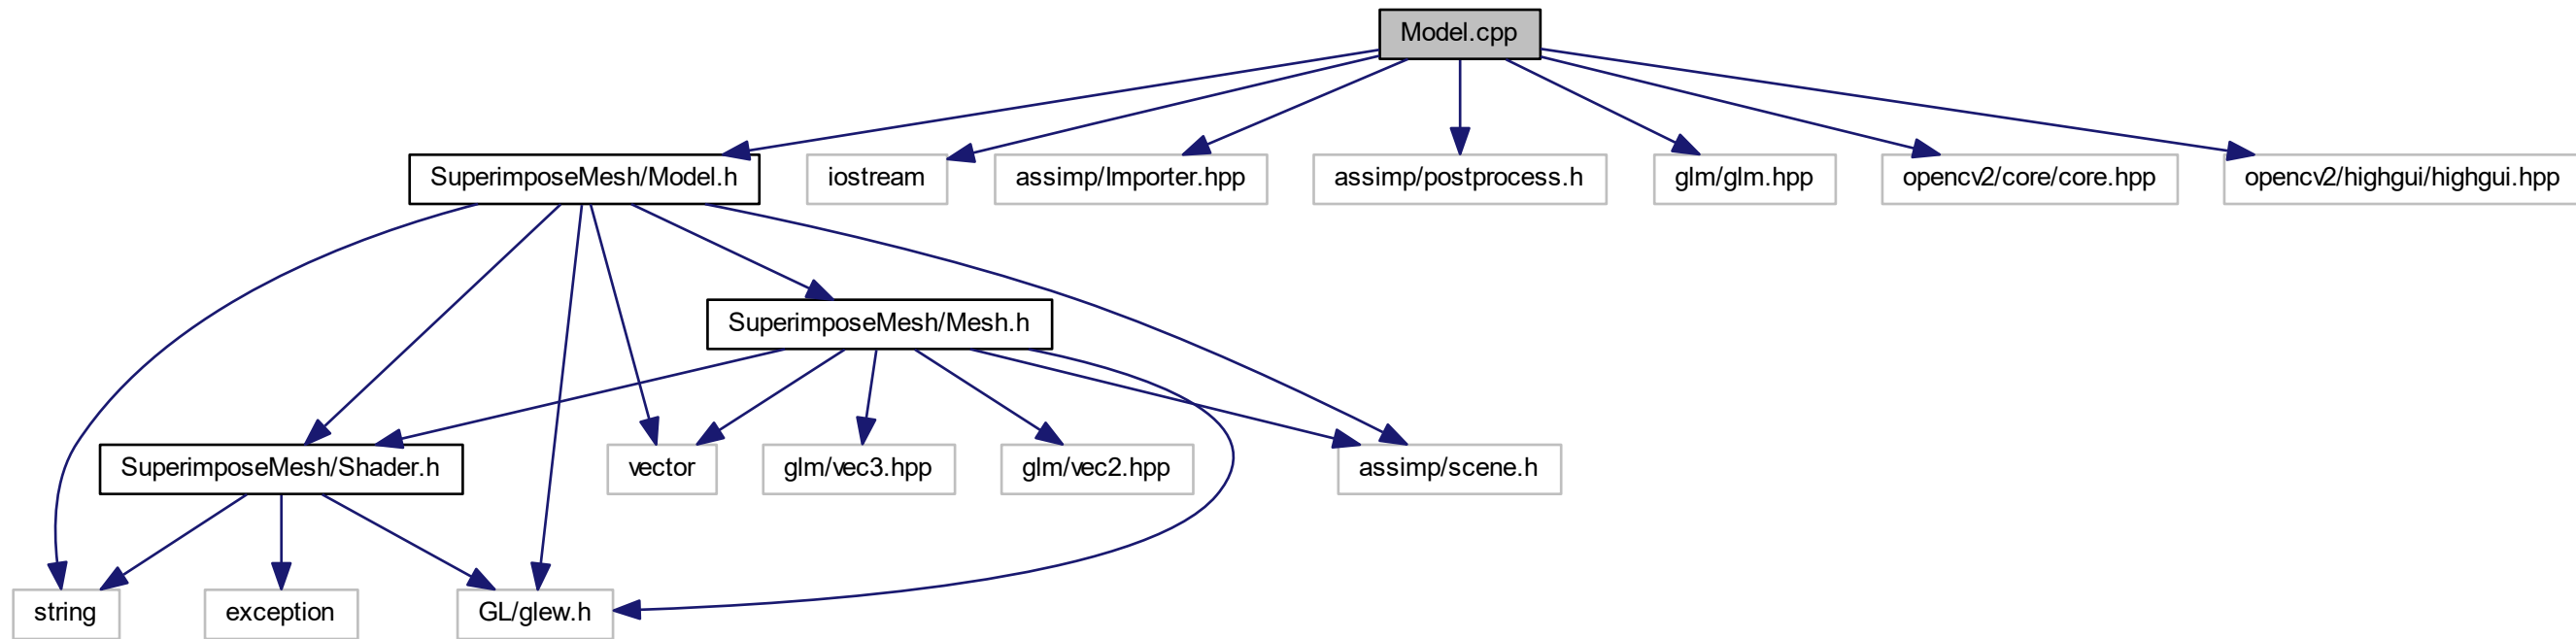 Model.cpp
SuperimposeMesh/Model.h
iostream
assimp/Importer.hpp
assimp/postprocess.h
glm/glm.hpp
opencv2/core/core.hpp
opencv2/highgui/highgui.hpp
SuperimposeMesh/Mesh.h
SuperimposeMesh/Shader.h
vector
glm/vec3.hpp
glm/vec2.hpp
assimp/scene.h
string
exception
GL/glew.h